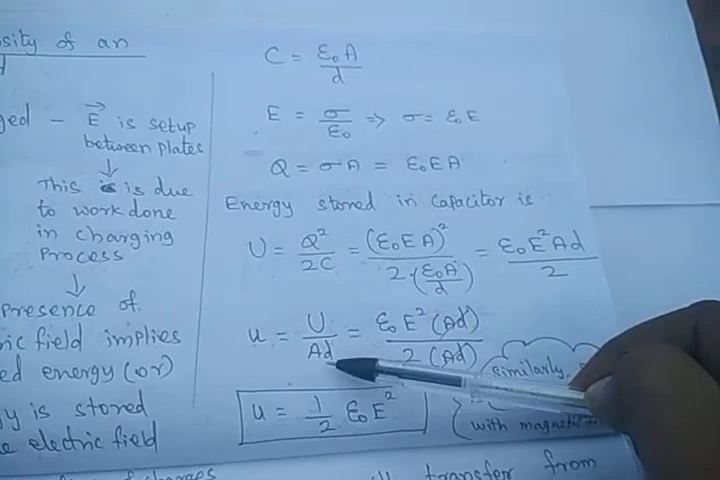 sity of an
ged - E⃗ is setup
between plates
↓
This is due
to work done
in charging
Process
↓
Presence of
ic field implies
ed energy (or)
y is stored
e electric field
C = ε₀A/d
E = σ/ε₀ ⇒ σ = ε₀E
Q = σA = ε₀EA
Energy stored in capacitor is
U = Q²/2C = (ε₀EA)²/2(ε₀A/d) = ε₀E²Ad/2
u = U/Ad = ε₀E²(Ad)/2(Ad)
u = 1/2 ε₀E²
similarly,
with magnetic
transfer from